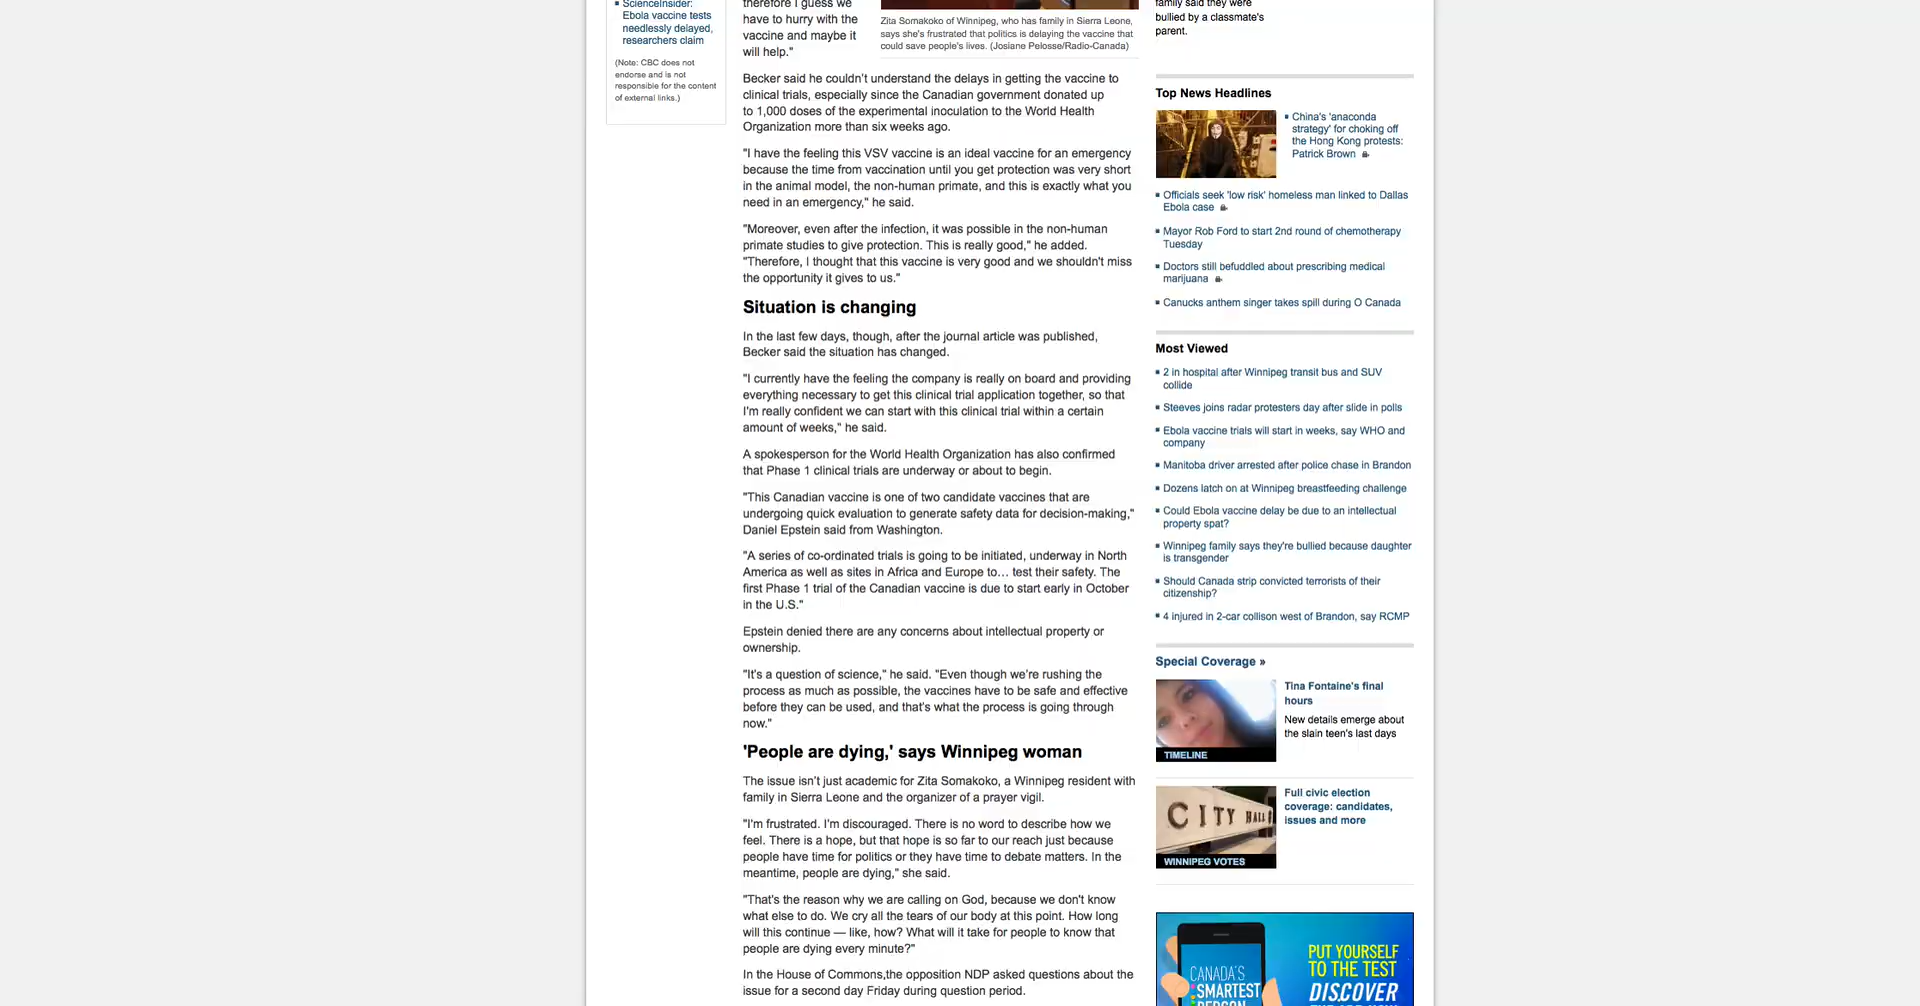 ScienceInsider:
Ebola vaccine tests
needlessly delayed,
researchers claim
(Note: CBC does not
endorse and is not
responsible for the content
of external links.)
therefore I guess we
have to hurry with the
vaccine and maybe it
will help."
Zita Somakoko of Winnipeg, who has family in Sierra Leone,
says she's frustrated that politics is delaying the vaccine that
could save people's lives. (Josiane Pelosse/Radio-Canada)
Becker said he couldn't understand the delays in getting the vaccine to
clinical trials, especially since the Canadian government donated up
to 1,000 doses of the experimental inoculation to the World Health
Organization more than six weeks ago.
"I have the feeling this VSV vaccine is an ideal vaccine for an emergency
because the time from vaccination until you get protection was very short
in the animal model, the non-human primate, and this is exactly what you
need in an emergency," he said.
"Moreover, even after the infection, it was possible in the non-human
primate studies to give protection. This is really good," he added.
"Therefore, I thought that this vaccine is very good and we shouldn't miss
the opportunity it gives to us."
Situation is changing
In the last few days, though, after the journal article was published,
Becker said the situation has changed.
"I currently have the feeling the company is really on board and providing
everything necessary to get this clinical trial application together, so that
I'm really confident we can start with this clinical trial within a certain
amount of weeks," he said.
A spokesperson for the World Health Organization has also confirmed
that Phase 1 clinical trials are underway or about to begin.
"This Canadian vaccine is one of two candidate vaccines that are
undergoing quick evaluation to generate safety data for decision-making,"
Daniel Epstein said from Washington.
"A series of co-ordinated trials is going to be initiated, underway in North
America as well as sites in Africa and Europe to… test their safety. The
first Phase 1 trial of the Canadian vaccine is due to start early in October
in the U.S."
Epstein denied there are any concerns about intellectual property or
ownership.
"It's a question of science," he said. "Even though we're rushing the
process as much as possible, the vaccines have to be safe and effective
before they can be used, and that's what the process is going through
now."
'People are dying,' says Winnipeg woman
The issue isn't just academic for Zita Somakoko, a Winnipeg resident with
family in Sierra Leone and the organizer of a prayer vigil.
"I'm frustrated. I'm discouraged. There is no word to describe how we
feel. There is a hope, but that hope is so far to our reach just because
people have time for politics or they have time to debate matters. In the
meantime, people are dying," she said.
"That's the reason why we are calling on God, because we don't know
what else to do. We cry all the tears of our body at this point. How long
will this continue — like, how? What will it take for people to know that
people are dying every minute?"
In the House of Commons,the opposition NDP asked questions about the
issue for a second day Friday during question period.
family said they were
bullied by a classmate's
parent.
Top News Headlines
China's 'anaconda
strategy' for choking off
the Hong Kong protests:
Patrick Brown
Officials seek 'low risk' homeless man linked to Dallas
Ebola case
Mayor Rob Ford to start 2nd round of chemotherapy
Tuesday
Doctors still befuddled about prescribing medical
marijuana
Canucks anthem singer takes spill during O Canada
Most Viewed
2 in hospital after Winnipeg transit bus and SUV
collide
Steeves joins radar protesters day after slide in polls
Ebola vaccine trials will start in weeks, say WHO and
company
Manitoba driver arrested after police chase in Brandon
Dozens latch on at Winnipeg breastfeeding challenge
Could Ebola vaccine delay be due to an intellectual
property spat?
Winnipeg family says they're bullied because daughter
is transgender
Should Canada strip convicted terrorists of their
citizenship?
4 injured in 2-car collison west of Brandon, say RCMP
Special Coverage »
TIMELINE
Tina Fontaine's final
hours
New details emerge about
the slain teen's last days
CITY HALL
WINNIPEG VOTES
Full civic election
coverage: candidates,
issues and more
CANADA'S
SMARTEST
PUT YOURSELF
TO THE TEST
DISCOVER